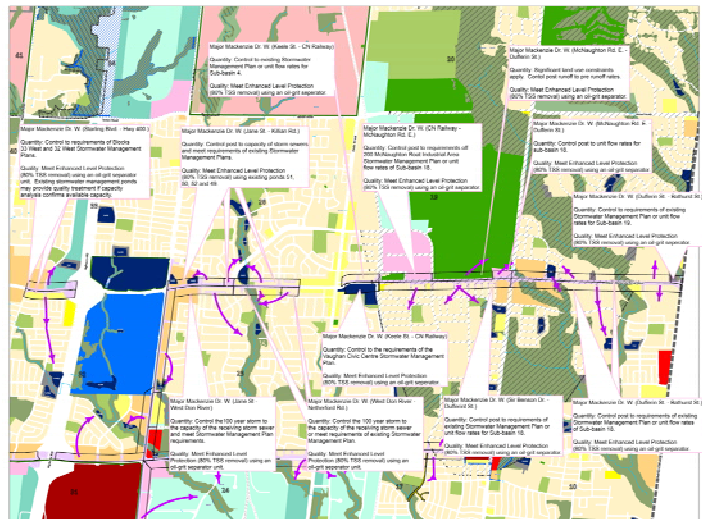 Major Mackenzie Dr. W. (Keele St. - CN Railway)
Quantity: Control to existing Stormwater
Management Plan or unit flow rates for
Sub-basin 4.
Quality: Meet Enhanced Level Protection
(80% TSS removal) using an oil-grit separator.
Major Mackenzie Dr. W. (McNaughton Rd. E. -
Dufferin St.)
Quantity: Significant land use constraints
apply. Control post runoff to pre runoff rates.
Quality: Meet Enhanced Level Protection
(80% TSS removal) using an oil-grit separator.
Major Mackenzie Dr. W. (Starling Blvd. - Hwy 400)
Quantity: Control to requirements of Blocks
33 West and 32 West Stormwater Management
Plans.
Quality: Meet Enhanced Level Protection
(80% TSS removal) using an oil-grit separator
unit. Existing stormwater management ponds
may provide quality treatment if capacity
analysis confirms available capacity.
Major Mackenzie Dr. W. (Jane St. - Killian Rd.)
Quantity: Control post to capacity of storm sewers,
and meet requirements of existing Stormwater
Management Plans.
Quality: Meet Enhanced Level Protection
(80% TSS removal) using existing ponds
Major Mackenzie Dr. W. (CN Railway -
McNaughton Rd. E.)
Quantity: Control post to requirements of
McNaughton Road Industrial Area
Stormwater Management Plan or unit
flow rates of Sub-basin 18.
Quality: Meet Enhanced Level Protection
(80% TSS removal) using an oil-grit separator.
Major Mackenzie Dr. W. (McNaughton Rd. E.
Dufferin St.)
Quantity: Control post to unit flow rates for
sub-basin 18.
Quality: Meet Enhanced Level Protection
(80% TSS removal) using an oil-grit separator.
Major Mackenzie Dr. W. (Dufferin St. - Bathurst St.)
Quantity: Control post to requirements of existing
Stormwater Management Plan or unit flow
rates for Sub-basin 19.
Quality: Meet Enhanced Level Protection
(80% TSS removal) using an oil-grit separator.
Major Mackenzie Dr. W. (Keele St. - CN Railway)
Quantity: Control to the requirements of the
Vaughan Civic Centre Stormwater Management
Plan.
Quality: Meet Enhanced Level Protection
(80% TSS removal) using an oil-grit separator.
Major Mackenzie Dr. W. (Jane St. -
West Don River)
Quantity: Control the 100 year storm to
the capacity of the receiving storm sewer
and meet Stormwater Management Plan
requirements.
Quality: Meet Enhanced Level
Protection (80% TSS removal) using an
oil-grit separator unit.
Major Mackenzie Dr. W. (West Don River
Netherford Rd.)
Quantity: Control the 100 year storm to
the capacity of the receiving storm sewer
or meet requirements of existing Stormwater
Management Plan.
Quality: Meet Enhanced Level
Protection (80% TSS removal) using an
oil-grit separator unit.
Major Mackenzie Dr. W. (Sir Benson Dr. -
Dufferin St.)
Quantity: Control post to requirements of
existing Stormwater Management Plan or
unit flow rates for Sub-basin 18.
Quality: Meet Enhanced Level Protection
(80% TSS removal) using an oil-grit separator.
Major Mackenzie Dr. W. (Dufferin St. - Bathurst St.)
Quantity: Control post to requirements of existing
Stormwater Management Plan or unit flow rates
of Sub-basin 18.
Quality: Meet Enhanced Level Protection
(80% TSS removal) using an oil-grit separator.